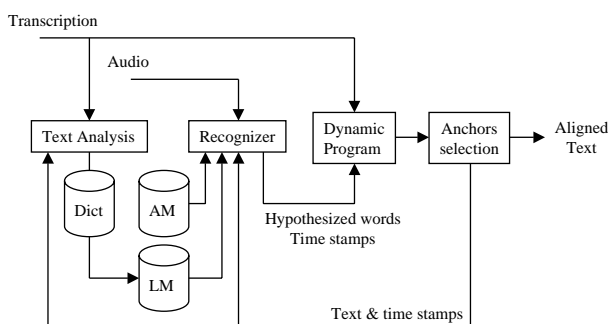 Transcription
Audio
Text Analysis
Recognizer
Dynamic
Program
Anchors
selection
Aligned
Text
Dict
AM
LM
Hypothesized words
Time stamps
Text & time stamps